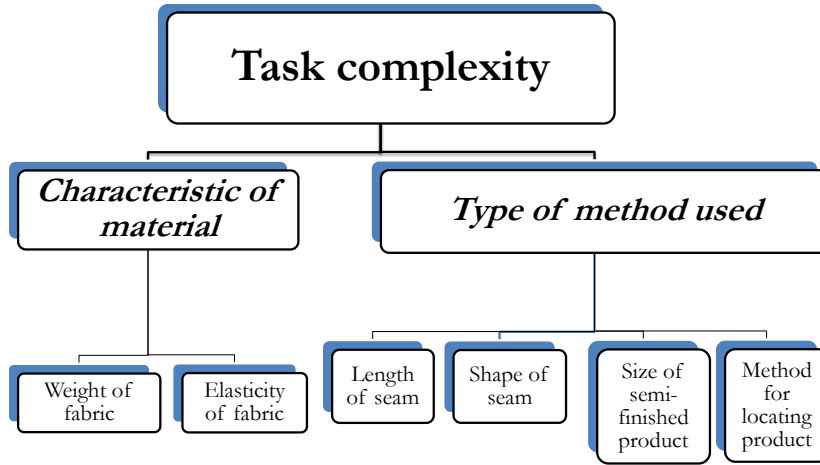 Task complexity
Characteristic of
material
Type of method used
Weight of
fabric
Elasticity
of fabric
Length
of seam
Shape of
seam
Size of
semi-
finished
product
Method
for
locating
product